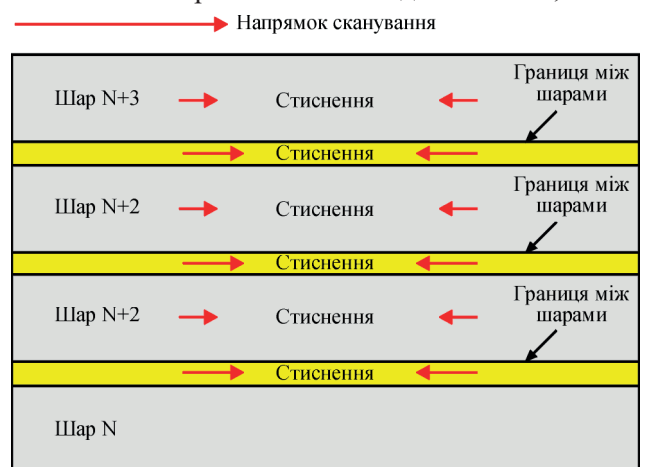 Напрямок сканування
Границя між
шарами
Шар N+3
Стиснення
Стиснення
Границя між
шарами
Шар N+2
Стиснення
Стиснення
Границя між
шарами
Шар N+2
Стиснення
Стиснення
Шар N